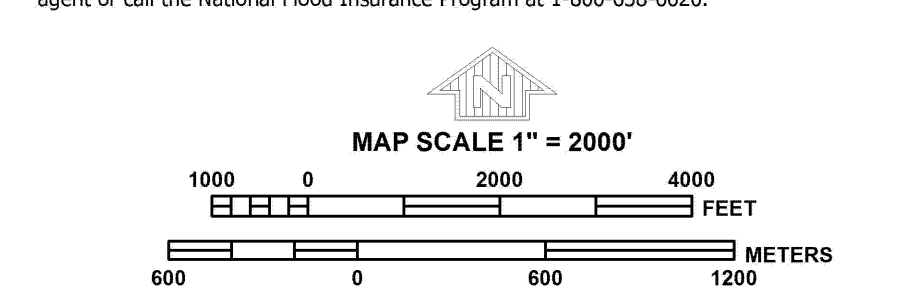 agent or call the National Flood Insurance Program at 1-800-638-6620.
N
MAP SCALE 1" = 2000'
1000 0 2000 4000
FEET
METERS
600 0 600 1200